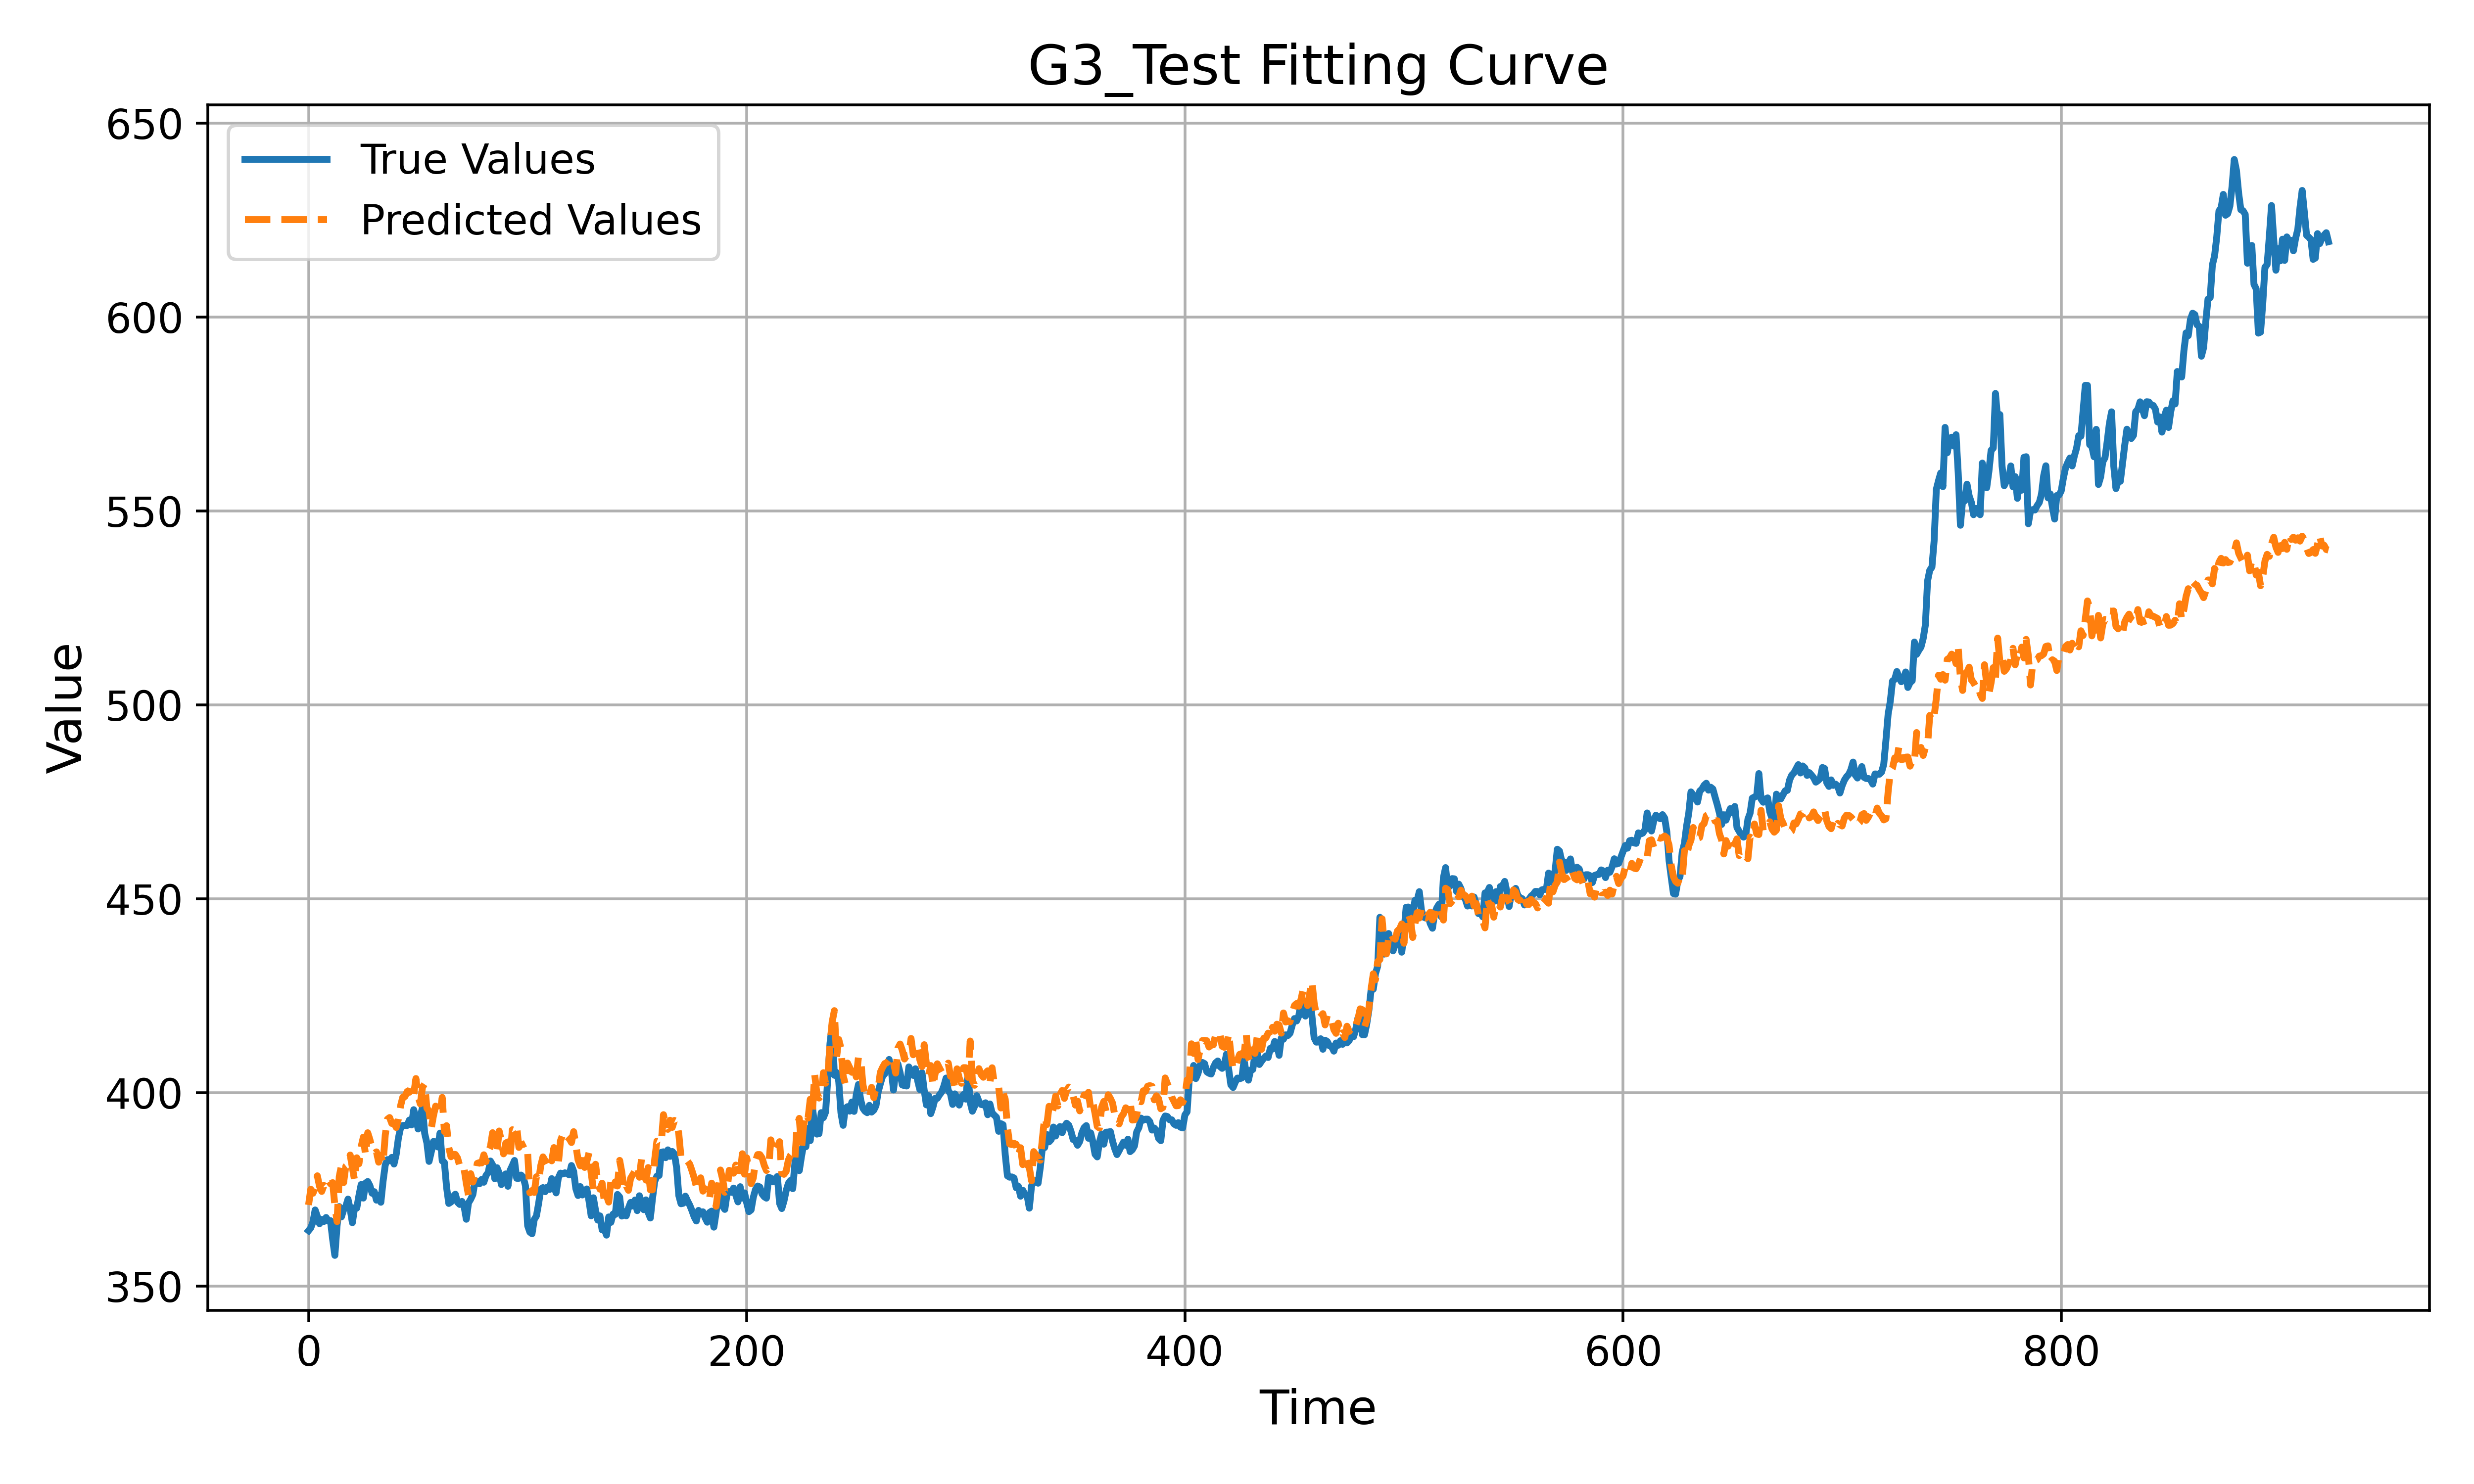 G3_Test Fitting Curve
True Values
Predicted Values
650
600
550
500
450
400
350
Value
0 200 400 600 800
Time